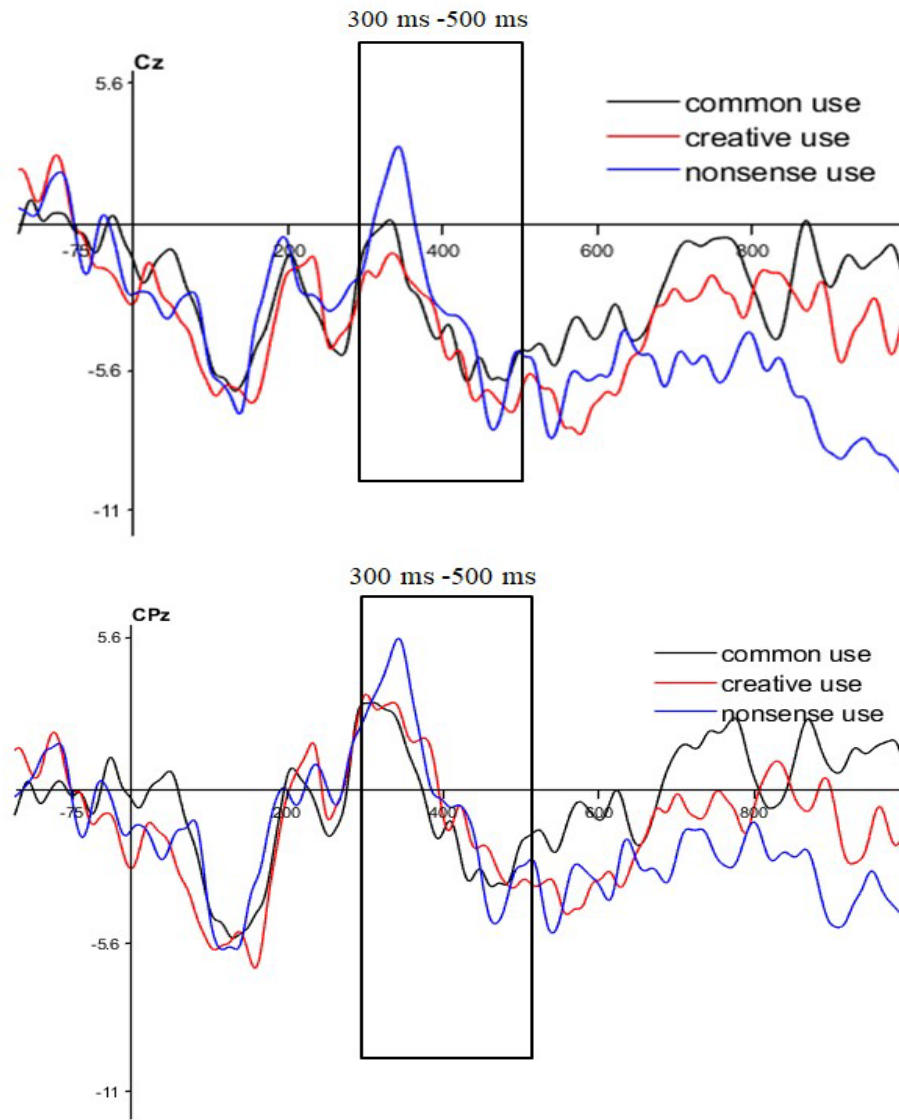 300 ms -500 ms
Cz
5.6
common use
creative use
nonsense use
-75 200 400 600 800
-5.6
-11
300 ms -500 ms
CPz
5.6
common use
creative use
nonsense use
-75 200 400 600 800
-5.6
-11